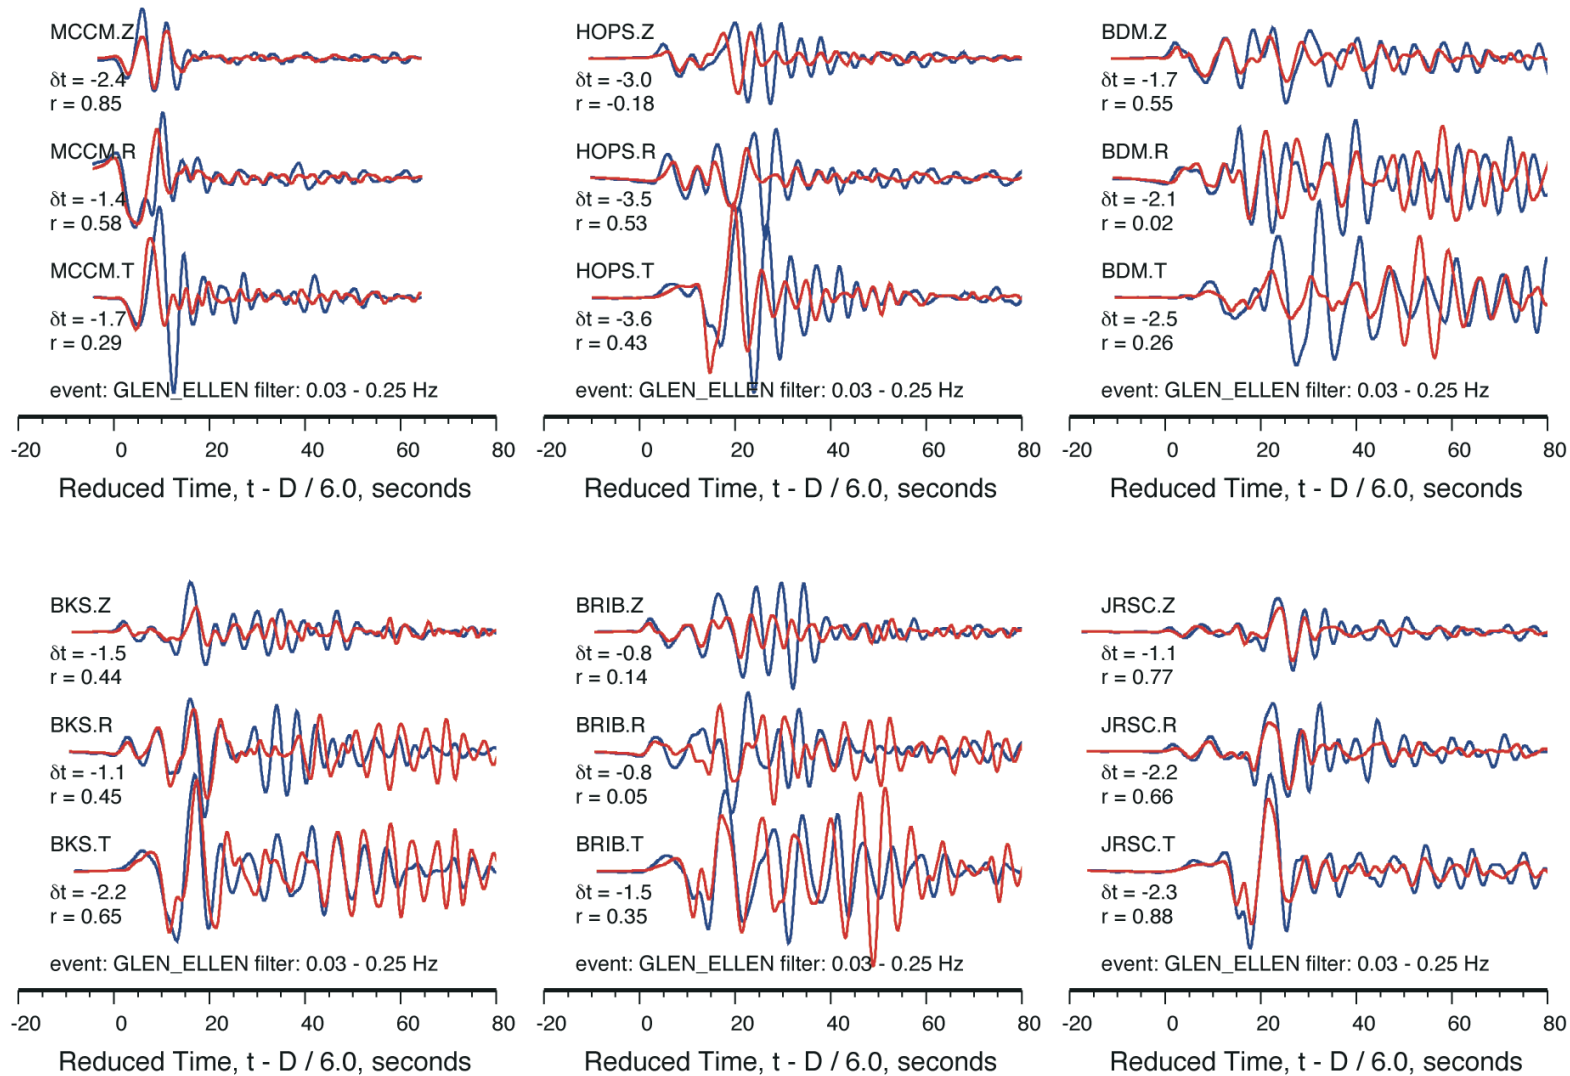 MCCM.Z
δt = -2.4
r = 0.85
MCCM.R
δt = -1.4
r = 0.58
MCCM.T
δt = -1.7
r = 0.29
event: GLEN_ELLEN filter: 0.03 - 0.25 Hz
-20 0 20 40 60 80
Reduced Time, t - D / 6.0, seconds
HOPS.Z
δt = -3.0
r = -0.18
HOPS.R
δt = -3.5
r = 0.53
HOPS.T
δt = -3.6
r = 0.43
event: GLEN_ELLEN filter: 0.03 - 0.25 Hz
-20 0 20 40 60 80
Reduced Time, t - D / 6.0, seconds
BDM.Z
δt = -1.7
r = 0.55
BDM.R
δt = -2.1
r = 0.02
BDM.T
δt = -2.5
r = 0.26
event: GLEN_ELLEN filter: 0.03 - 0.25 Hz
-20 0 20 40 60 80
Reduced Time, t - D / 6.0, seconds
BKS.Z
δt = -1.5
r = 0.44
BKS.R
δt = -1.1
r = 0.45
BKS.T
δt = -2.2
r = 0.65
event: GLEN_ELLEN filter: 0.03 - 0.25 Hz
-20 0 20 40 60 80
Reduced Time, t - D / 6.0, seconds
BRIB.Z
δt = -0.8
r = 0.14
BRIB.R
δt = -0.8
r = 0.05
BRIB.T
δt = -1.5
r = 0.35
event: GLEN_ELLEN filter: 0.03 - 0.25 Hz
-20 0 20 40 60 80
Reduced Time, t - D / 6.0, seconds
JRSC.Z
δt = -1.1
r = 0.77
JRSC.R
δt = -2.2
r = 0.66
JRSC.T
δt = -2.3
r = 0.88
event: GLEN_ELLEN filter: 0.03 - 0.25 Hz
-20 0 20 40 60 80
Reduced Time, t - D / 6.0, seconds